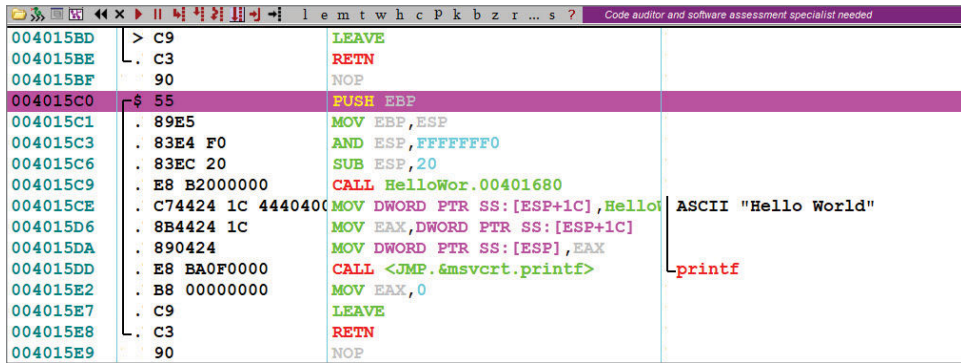 l e m t w h c P k b z r ... s ? Code auditor and software assessment specialist needed
004015BD > C9 LEAVE
004015BE . C3 RETN
004015BF 90 NOP
004015C0 $ 55 PUSH EBP
004015C1 . 89E5 MOV EBP,ESP
004015C3 . 83E4 F0 AND ESP,FFFFFFF0
004015C6 . 83EC 20 SUB ESP,20
004015C9 . E8 B2000000 CALL HelloWor.00401680
004015CE . C74424 1C 4440400 MOV DWORD PTR SS:[ESP+1C],HelloW ASCII "Hello World"
004015D6 . 8B4424 1C MOV EAX,DWORD PTR SS:[ESP+1C]
004015DA . 890424 MOV DWORD PTR SS:[ESP],EAX
004015DD . E8 BA0F0000 CALL <JMP.&msvcrt.printf> printf
004015E2 . B8 00000000 MOV EAX,0
004015E7 . C9 LEAVE
004015E8 . C3 RETN
004015E9 90 NOP